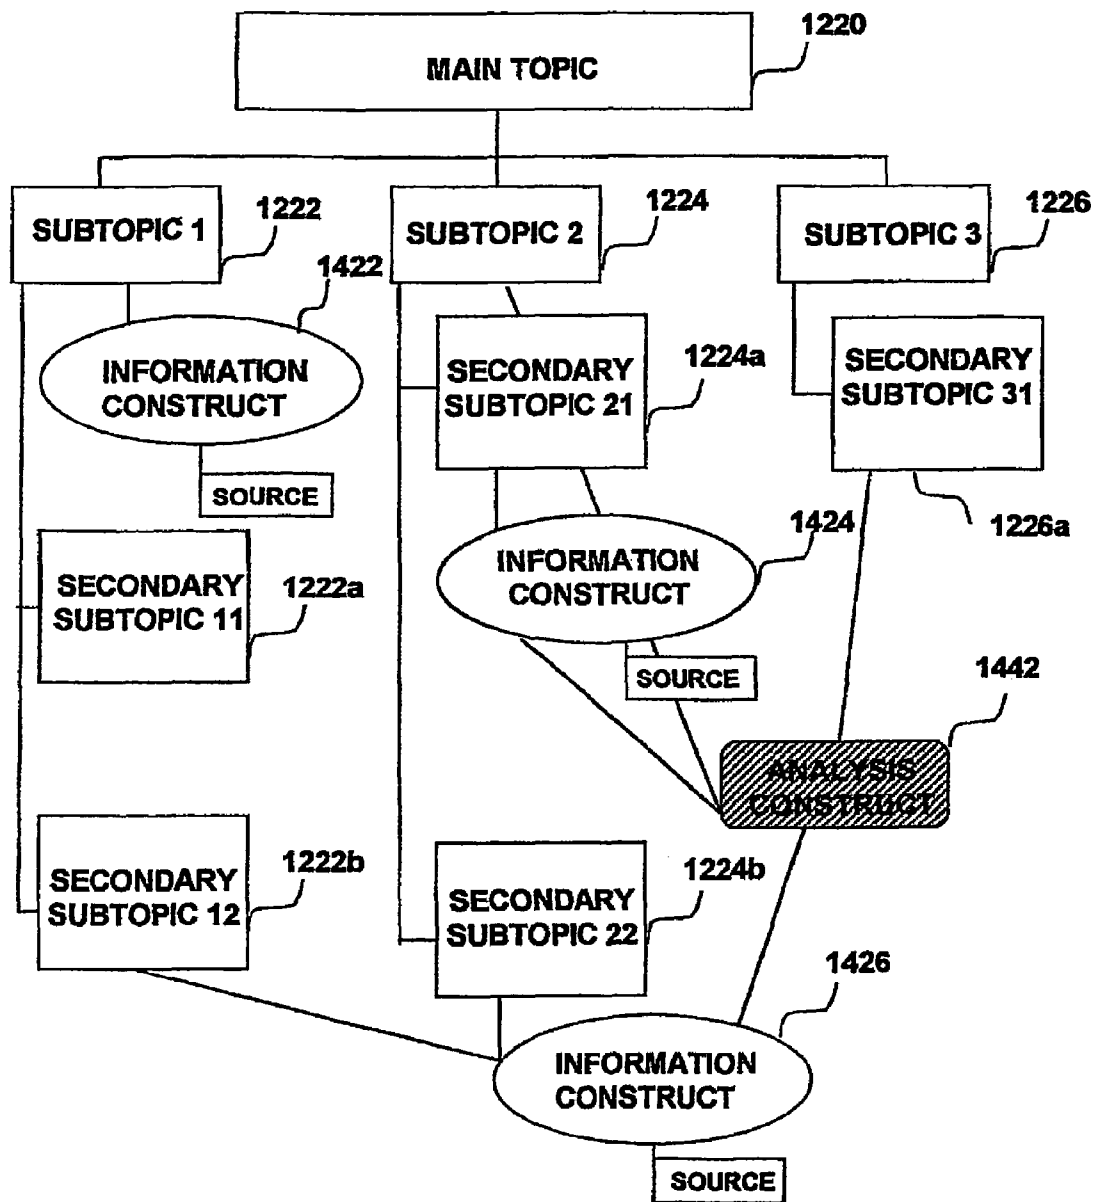 1220
MAIN TOPIC
SUBTOPIC 1
1222
SUBTOPIC 2
1224
SUBTOPIC 3
1226
1422
INFORMATION
CONSTRUCT
SOURCE
SECONDARY
SUBTOPIC 21
1224a
SECONDARY
SUBTOPIC 31
1226a
INFORMATION
CONSTRUCT
1424
SOURCE
SECONDARY
SUBTOPIC 11
1222a
1442
ANALYSIS
CONSTRUCT
SECONDARY
SUBTOPIC 12
1222b
SECONDARY
SUBTOPIC 22
1224b
1426
INFORMATION
CONSTRUCT
SOURCE